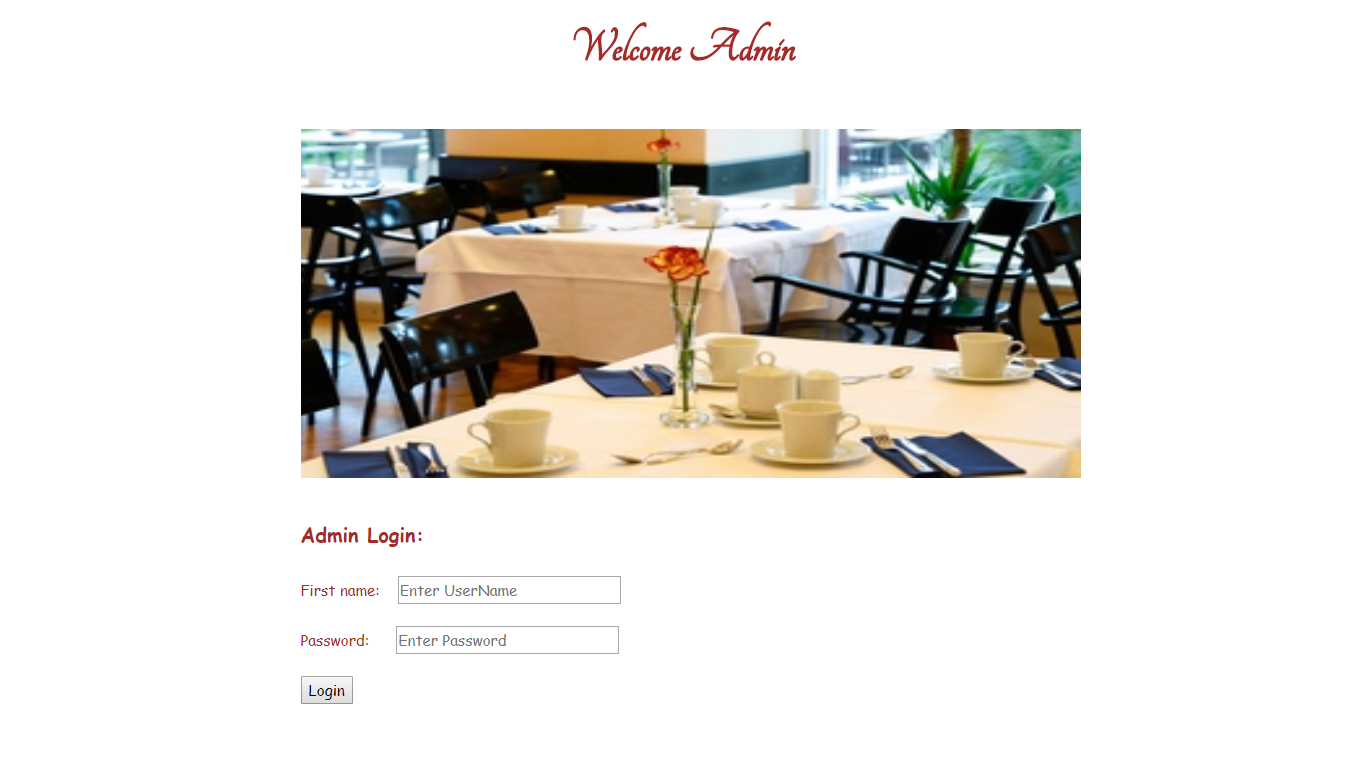 Welcome Admin
Admin Login:
First name: Enter UserName
Password: Enter Password
Login